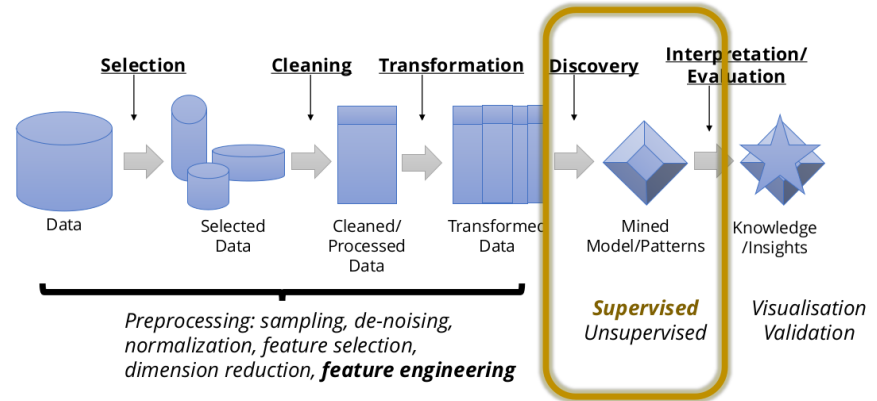 Selection
Cleaning
Transformation
Discovery
Interpretation/
Evaluation
Data
Selected
Data
Cleaned/
Processed
Data
Transformed
Data
Mined
Model/Patterns
Knowledge
/Insights
Preprocessing: sampling, de-noising,
normalization, feature selection,
dimension reduction, feature engineering
Supervised
Unsupervised
Visualisation
Validation